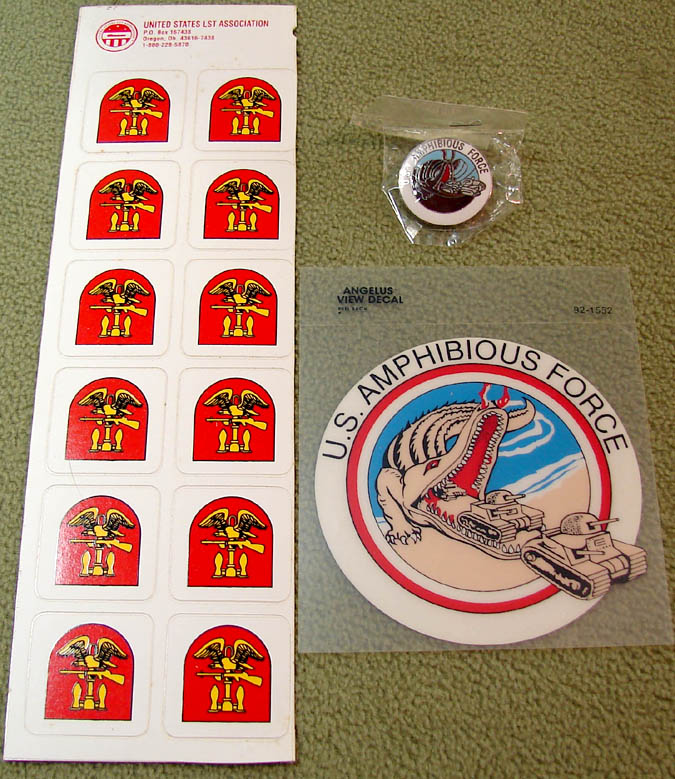 UNITED STATES LST ASSOCIATION
P.O. Box 167438
Oregon, Oh. 43616-7438
1-800-228-5870
U.S. AMPHIBIOUS FORCE
ANGELUS
VIEW DECAL
92-1552
U.S. AMPHIBIOUS FORCE